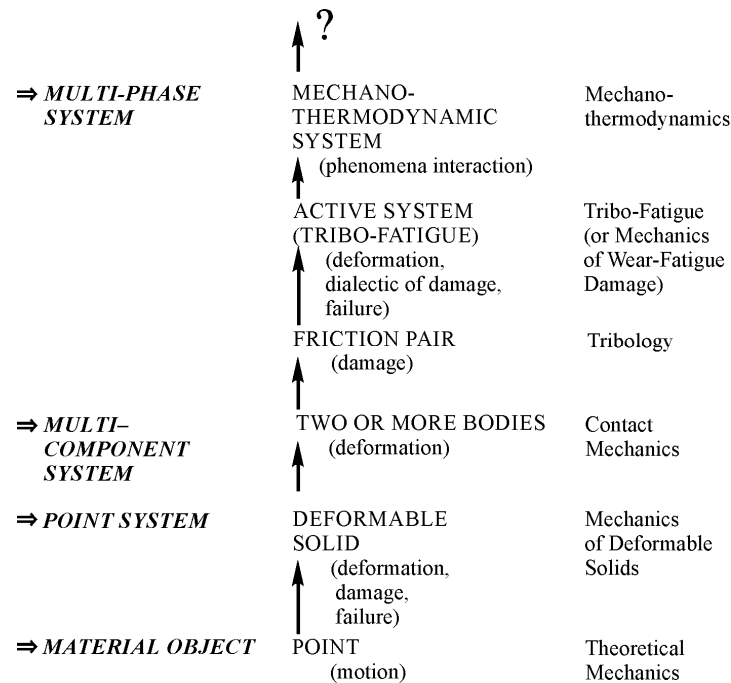 ?
⇒ MULTI-PHASE
SYSTEM
MECHANO-
THERMODYNAMIC
SYSTEM
(phenomena interaction)
Mechano-
thermodynamics
ACTIVE SYSTEM
(TRIBO-FATIGUE)
(deformation,
dialectic of damage,
failure)
Tribo-Fatigue
(or Mechanics
of Wear-Fatigue
Damage)
FRICTION PAIR
(damage)
Tribology
⇒ MULTI–
COMPONENT
SYSTEM
TWO OR MORE BODIES
(deformation)
Contact
Mechanics
⇒ POINT SYSTEM
DEFORMABLE
SOLID
(deformation,
damage,
failure)
Mechanics
of Deformable
Solids
⇒ MATERIAL OBJECT
POINT
(motion)
Theoretical
Mechanics